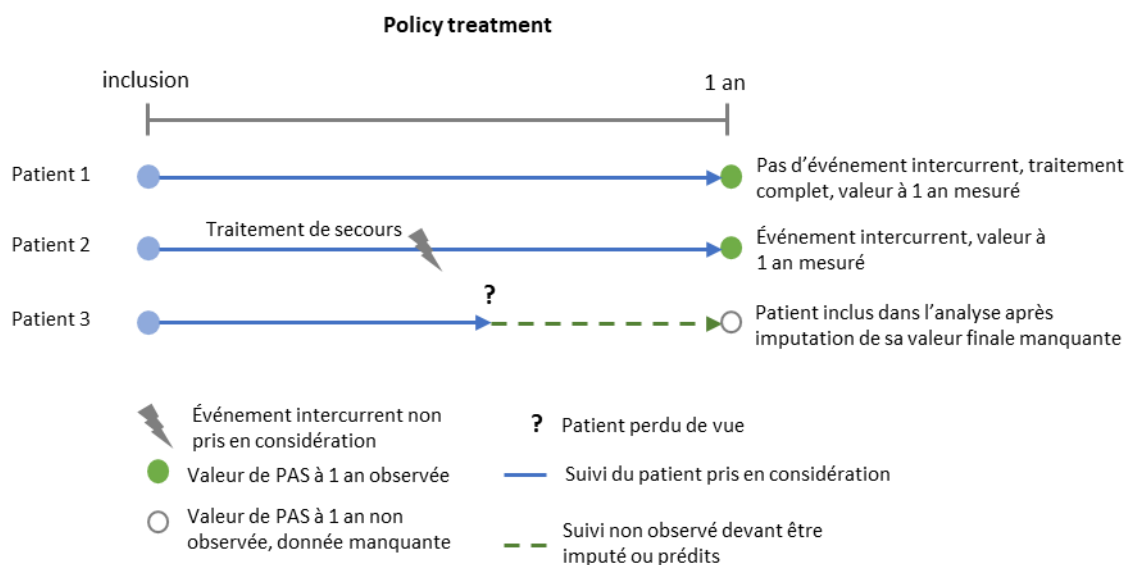 Policy treatment
inclusion
1 an
Patient 1
Pas d'événement intercurrent, traitement
complet, valeur à 1 an mesuré
Traitement de secours
Patient 2
Événement intercurrent, valeur à
1 an mesuré
?
Patient 3
Patient inclus dans l'analyse après
imputation de sa valeur finale manquante
Événement intercurrent non
pris en considération
? Patient perdu de vue
Valeur de PAS à 1 an observée
Suivi du patient pris en considération
Valeur de PAS à 1 an non
observée, donnée manquante
Suivi non observé devant être
imputé ou prédits